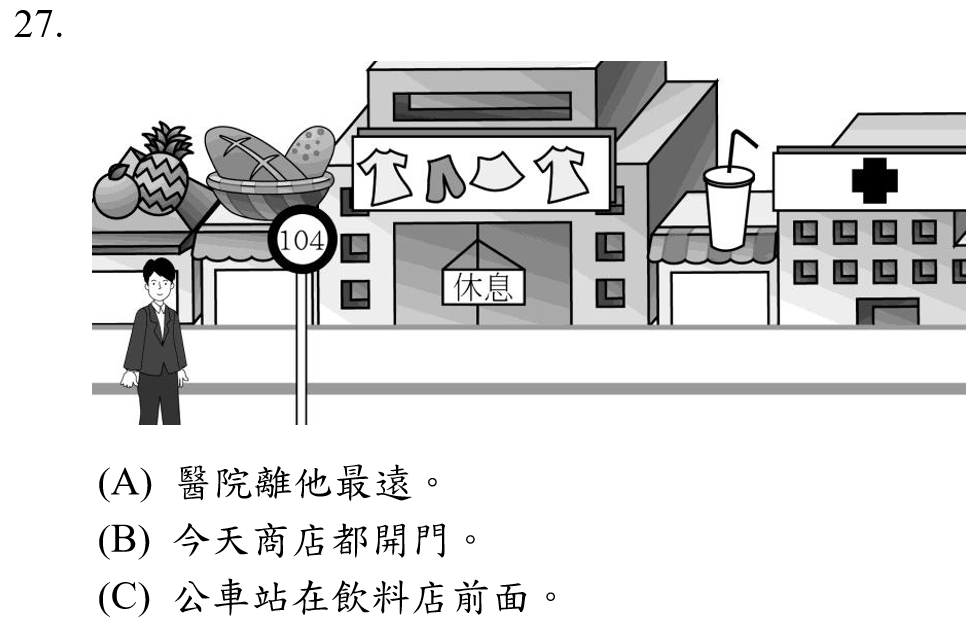 27.
104
休息
(A) 醫院離他最遠。
(B) 今天商店都開門。
(C) 公車站在飲料店前面。